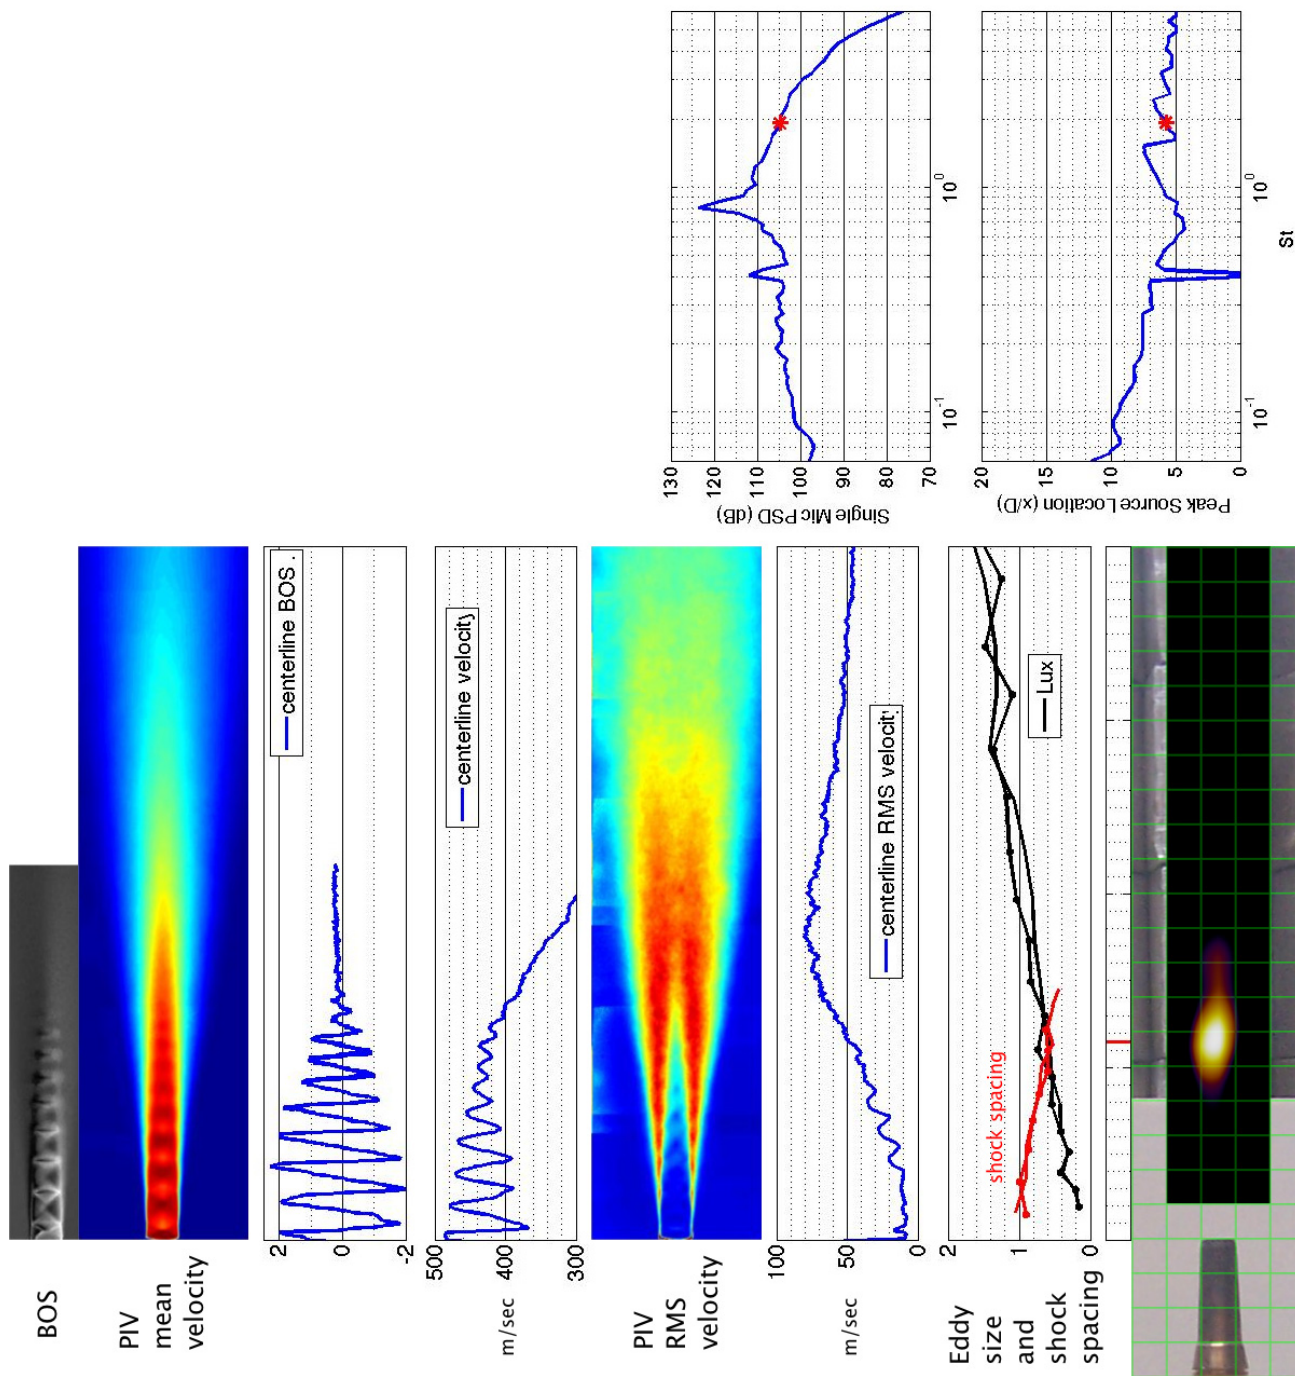 BOS
PIV
mean
velocity
centerline BOS .
2
0
-2
centerline velocity
500
400
300
m/sec
PIV
RMS
velocity
centerline RMS velocity
100
50
0
m/sec
Eddy
size
and
shock
spacing
2
1
0
shock spacing
Lux
130
120
110
100
90
80
70
Single Mic PSD (dB)
10-1
100
20
15
10
5
0
Peak Source Location (x/D)
10-1
100
St